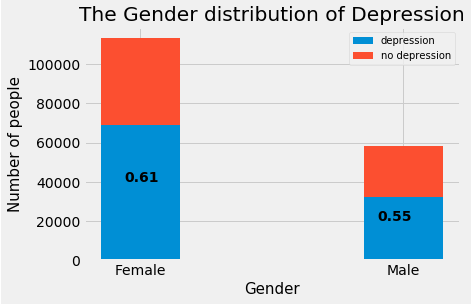 The Gender distribution of Depression
depression
no depression
Number of people
100000
80000
60000
40000
20000
0
0.61
0.55
Female
Male
Gender